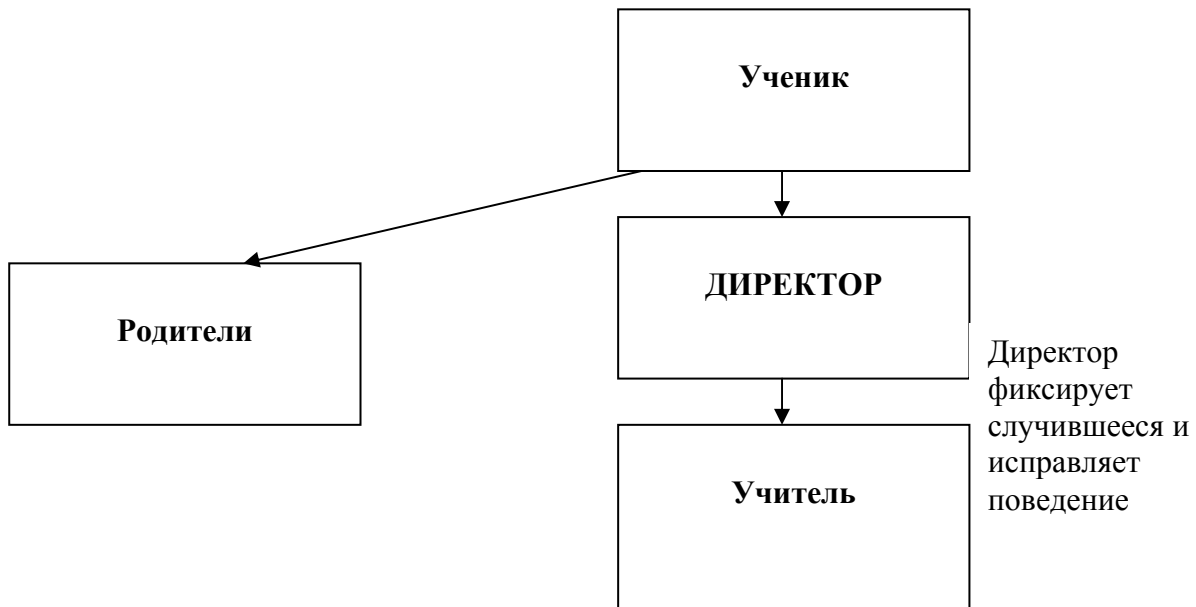 Ученик
ДИРЕКТОР
Родители
Директор
фиксирует
случившееся и
исправляет
поведение
Учитель